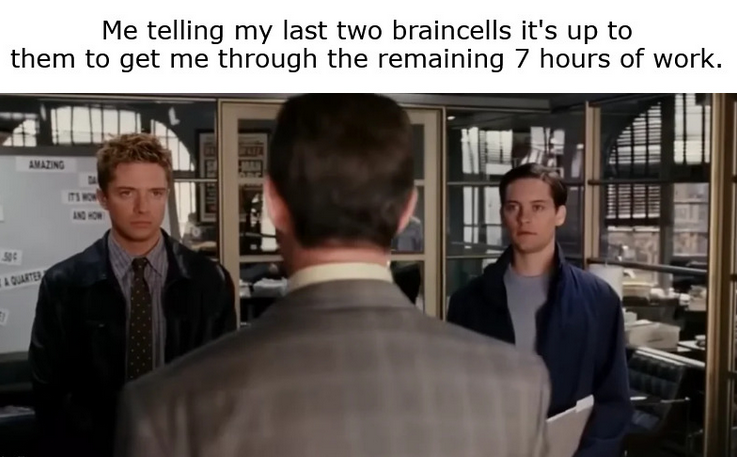 Me telling my last two braincells it's up to
them to get me through the remaining 7 hours of work.
AMAZING
IT'S
AND HOW
50¢
A QUARTER